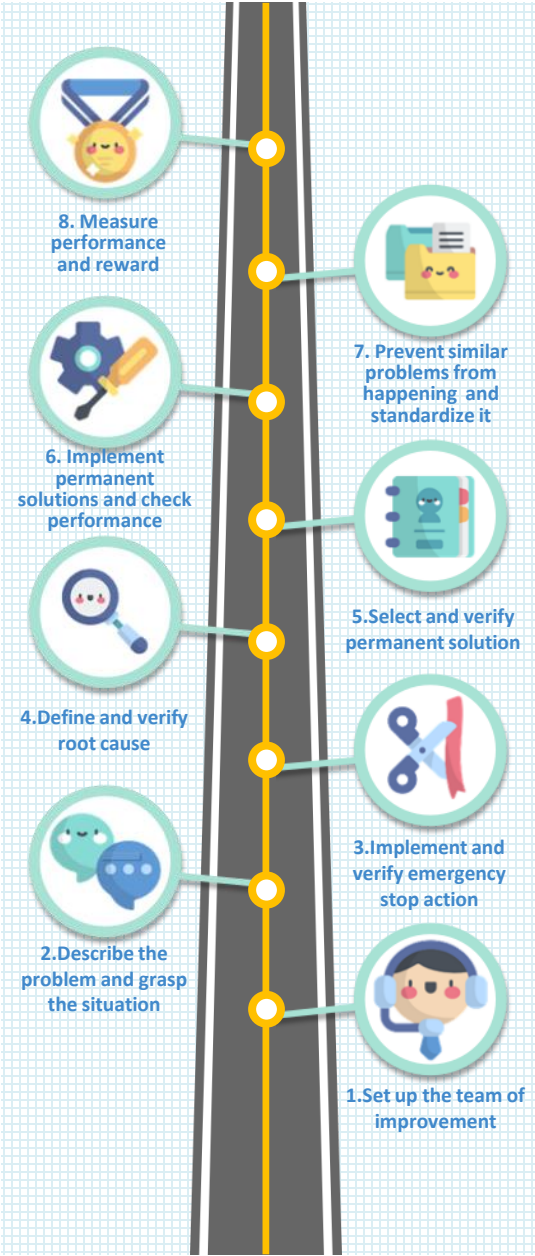 8. Measure
performance
and reward
7. Prevent similar
problems from
happening and
standardize it
6. Implement
permanent
solutions and check
performance
5.Select and verify
permanent solution
4.Define and verify
root cause
3.Implement and
verify emergency
stop action
2.Describe the
problem and grasp
the situation
1.Set up the team of
improvement